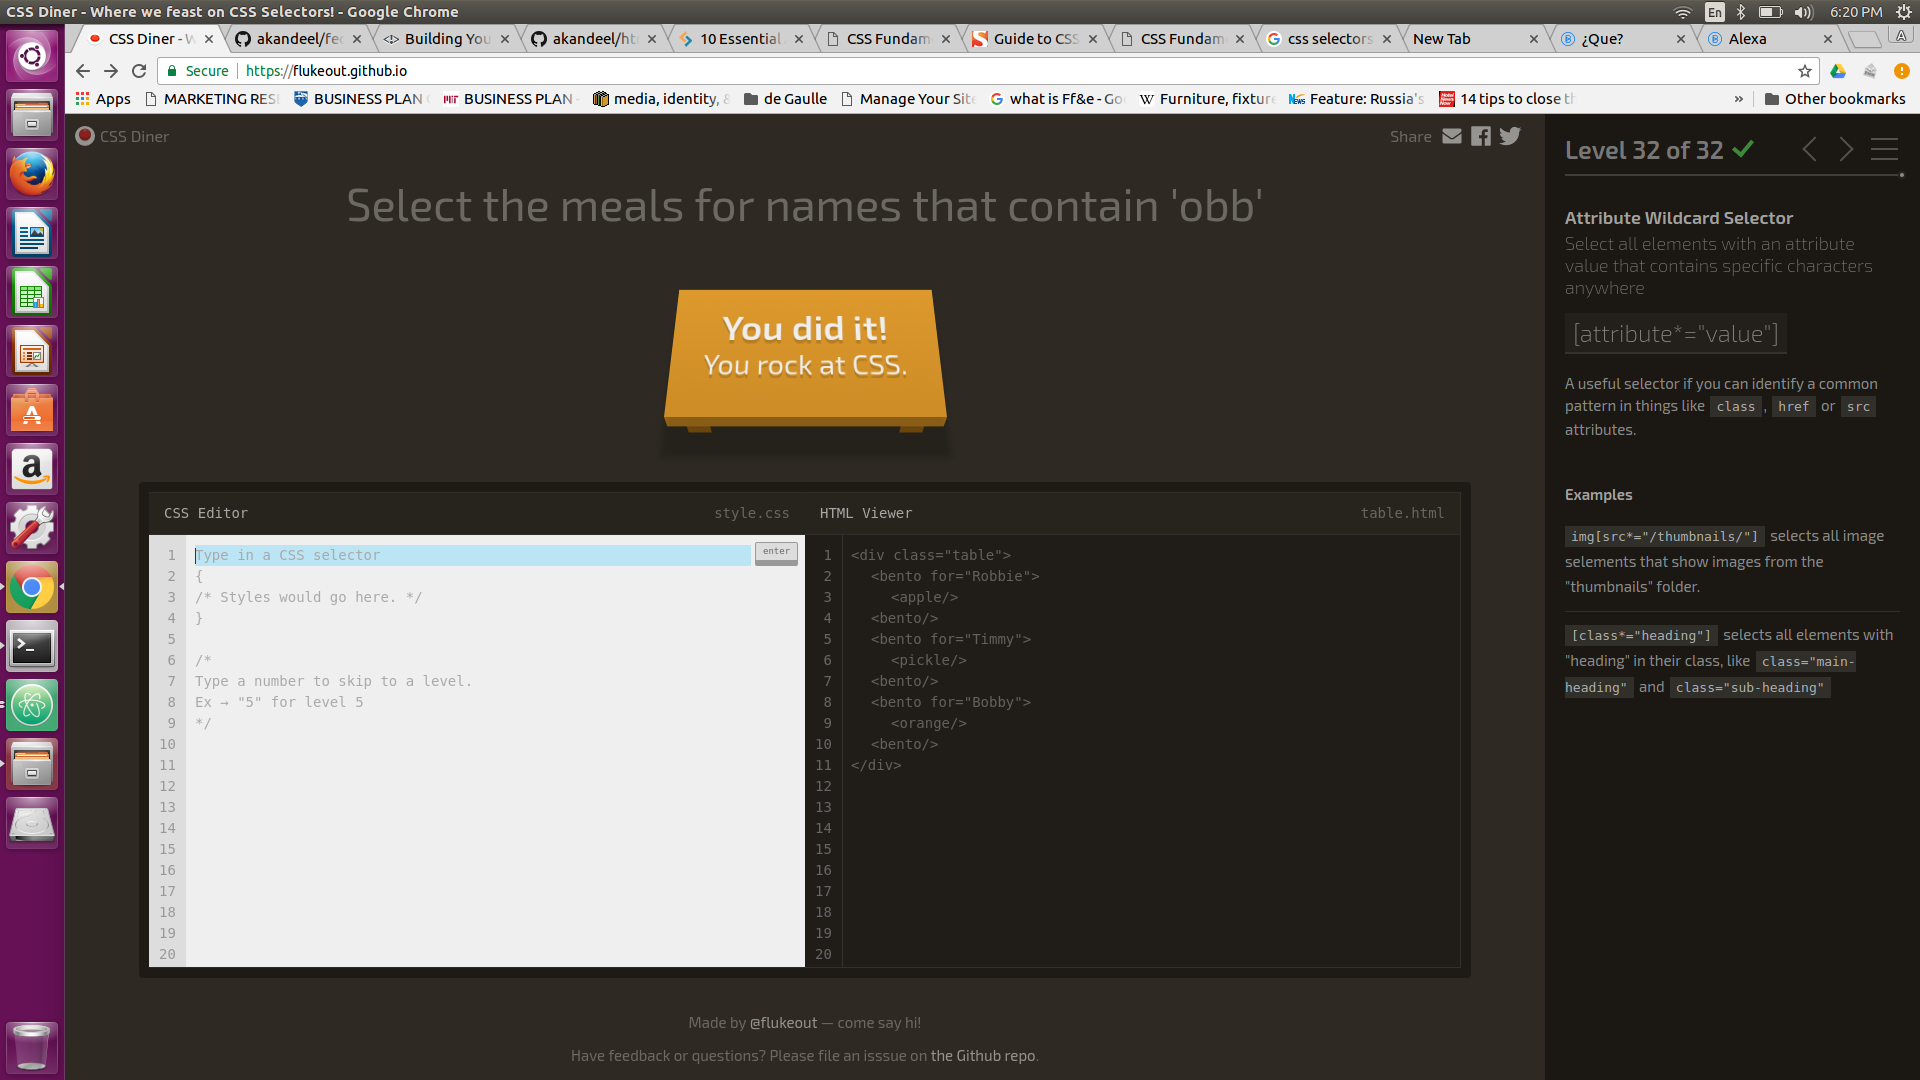 CSS Diner - Where we feast on CSS Selectors! - Google Chrome
En
6:20 PM
CSS Diner - W
akandeel/fe
Building You
akandeel/ht
10 Essential
CSS Fundam
Guide to CSS
CSS Fundam
css selectors
New Tab
¿Que?
Alexa
A
Secure
https://flukeout.github.io
Apps
MARKETING RES
BUSINESS PLAN
BUSINESS PLAN -
media, identity, &
de Gaulle
Manage Your Site
what is Ff&e - Go
Furniture, fixture
Feature: Russia's
14 tips to close th
»
Other bookmarks
CSS Diner
Share
Select the meals for names that contain 'obb'
You did it!
You rock at CSS.
CSS Editor
style.css
HTML Viewer
table.html
1 Type in a CSS selector
enter
2 {
3 /* Styles would go here. */
4 }
5
6 /*
7 Type a number to skip to a level.
8 Ex → "5" for level 5
9 */
10
11
12
13
14
15
16
17
18
19
20
1 <div class="table">
2 <bento for="Robbie">
3 <apple/>
4 <bento/>
5 <bento for="Timmy">
6 <pickle/>
7 <bento/>
8 <bento for="Bobby">
9 <orange/>
10 <bento/>
11 </div>
12
13
14
15
16
17
18
19
20
Made by @flukeout — come say hi!
Have feedback or questions? Please file an isssue on the Github repo.
Level 32 of 32
Attribute Wildcard Selector
Select all elements with an attribute
value that contains specific characters
anywhere
[attribute*="value"]
A useful selector if you can identify a common
pattern in things like class, href or src
attributes.
Examples
img[src*="/thumbnails/"] selects all image
selements that show images from the
"thumbnails" folder.
[class*="heading"] selects all elements with
"heading" in their class, like class="main-
heading" and class="sub-heading"